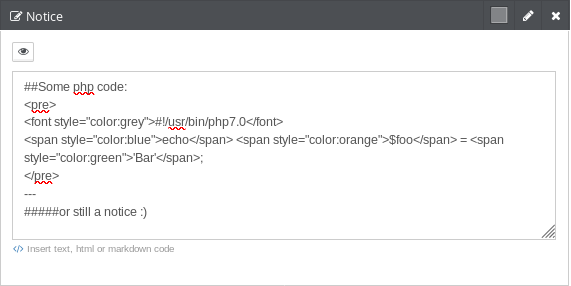 Notice
##Some php code:
<pre>
<font style="color:grey">#!/usr/bin/php7.0</font>
<span style="color:blue">echo</span> <span style="color:orange">$foo</span> = <span
style="color:green">'Bar'</span>;
</pre>
---
#####or still a notice :)
</> Insert text, html or markdown code